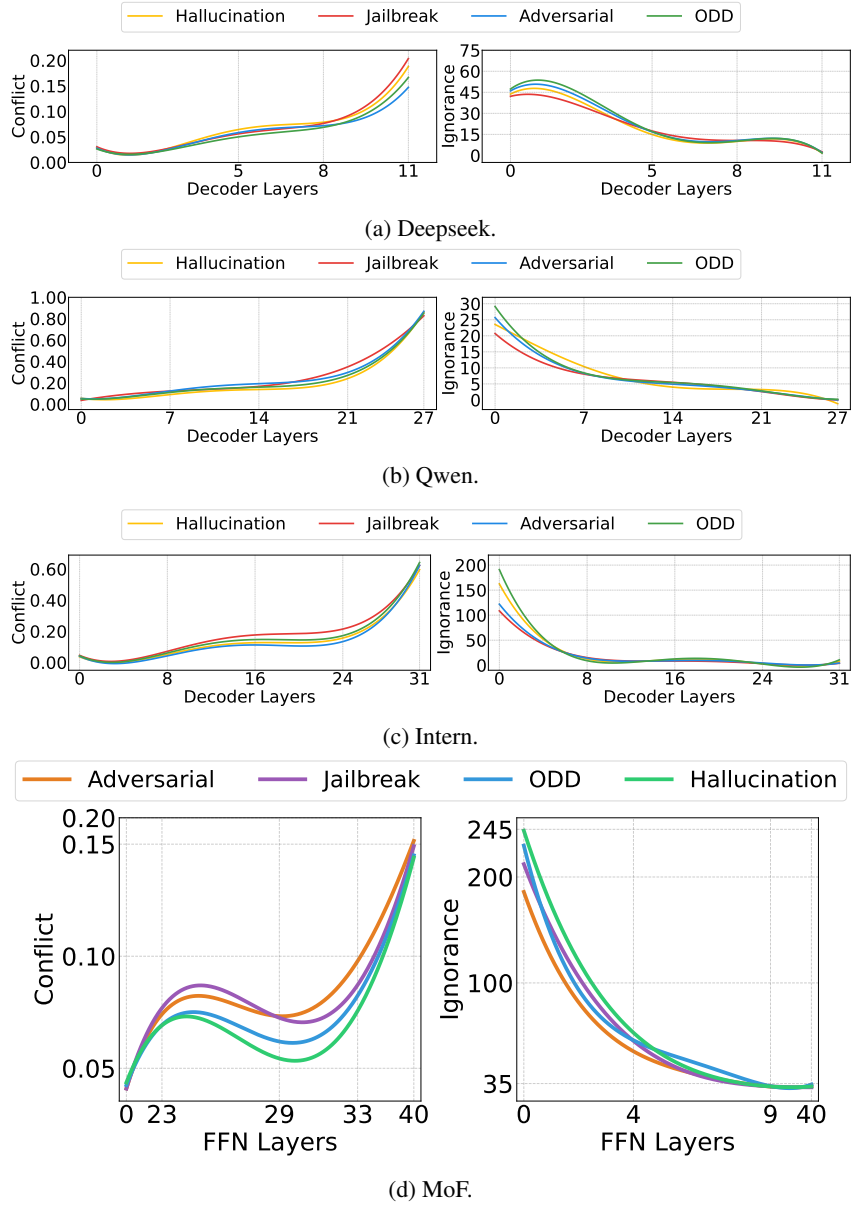 Hallucination Jailbreak Adversarial ODD
0.20
0.15
0.10
0.05
0.00
Conflict
0 5 8 11
Decoder Layers
75
60
45
30
15
0
Ignorance
0 5 8 11
Decoder Layers
(a) Deepseek.
Hallucination Jailbreak Adversarial ODD
1.00
0.80
0.60
0.40
0.20
0.00
Conflict
0 7 14 21 27
Decoder Layers
30
25
20
15
10
5
0
Ignorance
0 7 14 21 27
Decoder Layers
(b) Qwen.
Hallucination Jailbreak Adversarial ODD
0.60
0.40
0.20
0.00
Conflict
0 8 16 24 31
Decoder Layers
200
150
100
50
0
Ignorance
0 8 16 24 31
Decoder Layers
(c) Intern.
Adversarial Jailbreak ODD Hallucination
0.20
0.15
0.10
0.05
Conflict
0 23 29 33 40
FFN Layers
245
200
100
35
Ignorance
0 4 9 40
FFN Layers
(d) MoF.